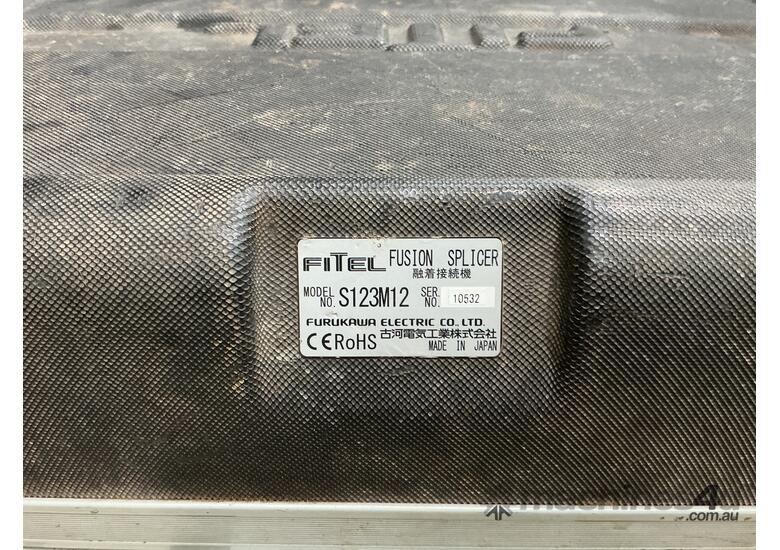 FITEL FUSION SPLICER
融着接続機
MODEL NO. S123M12 SER. NO. 10532
FURUKAWA ELECTRIC CO., LTD.
古河電気工業株式会社
CE RoHS MADE IN JAPAN
machines4u
.com.au